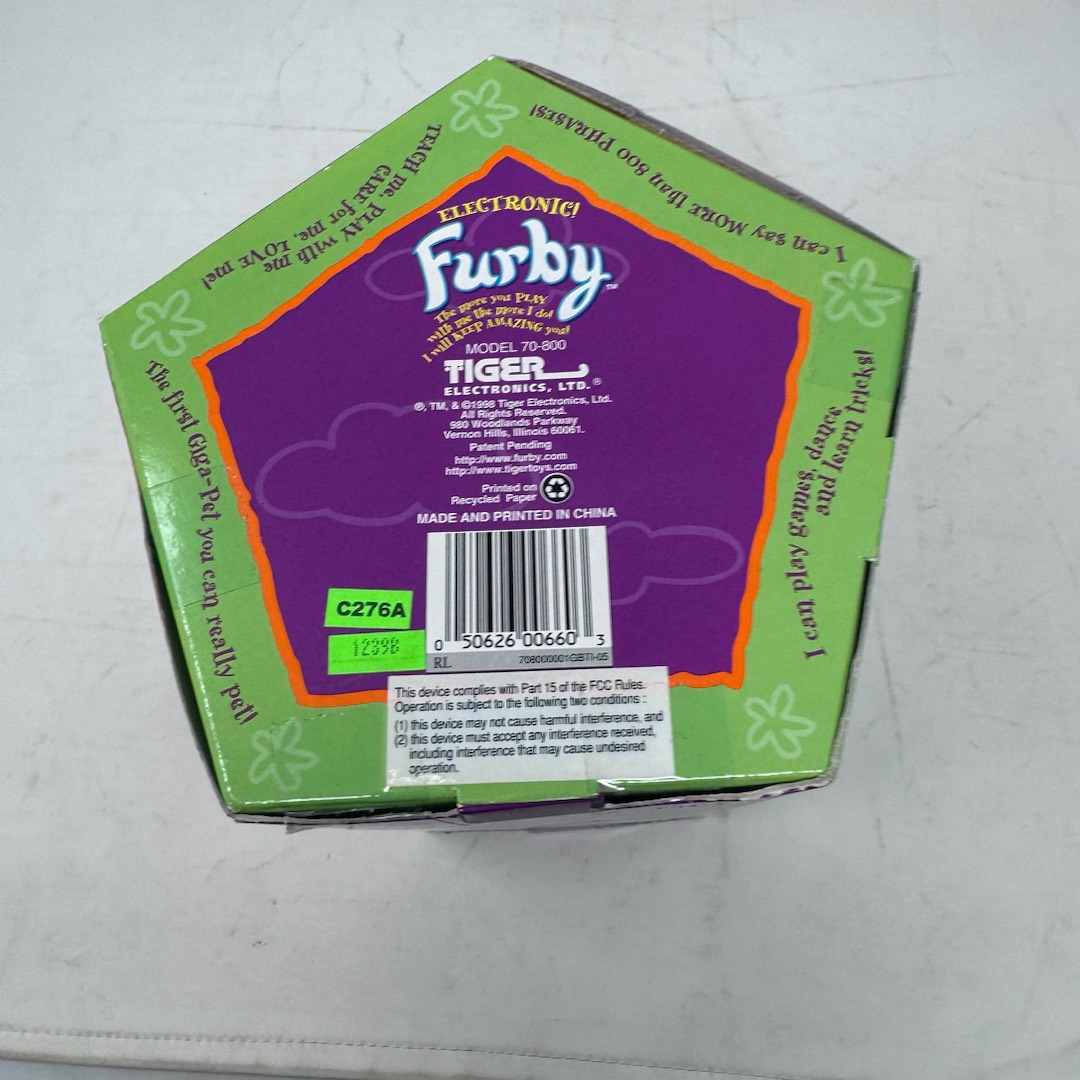 TEACH me, PLAY with me
CARE for me, LOVE me!
I can say MORE than 800 PHRASES!
ELECTRONIC!
Furby™
The more you PLAY
with me the more I do!
I will KEEP AMAZING you!
MODEL 70-800
TIGER
ELECTRONICS, LTD.®
®, TM, & ©1998 Tiger Electronics, Ltd.
All Rights Reserved.
980 Woodlands Parkway
Vernon Hills, Illinois 60061.
Patent Pending
http://www.furby.com
http://www.tigertoys.com
Printed on
Recycled Paper
MADE AND PRINTED IN CHINA
The first Giga-Pet you can really pet!
I can play games, dance
and learn tricks!
C276A
12398
0 50626 00660 3
RL 708000001GBTI-05
This device complies with Part 15 of the FCC Rules.
Operation is subject to the following two conditions :
(1) this device may not cause harmful interference, and
(2) this device must accept any interference received,
including interference that may cause undesired
operation.